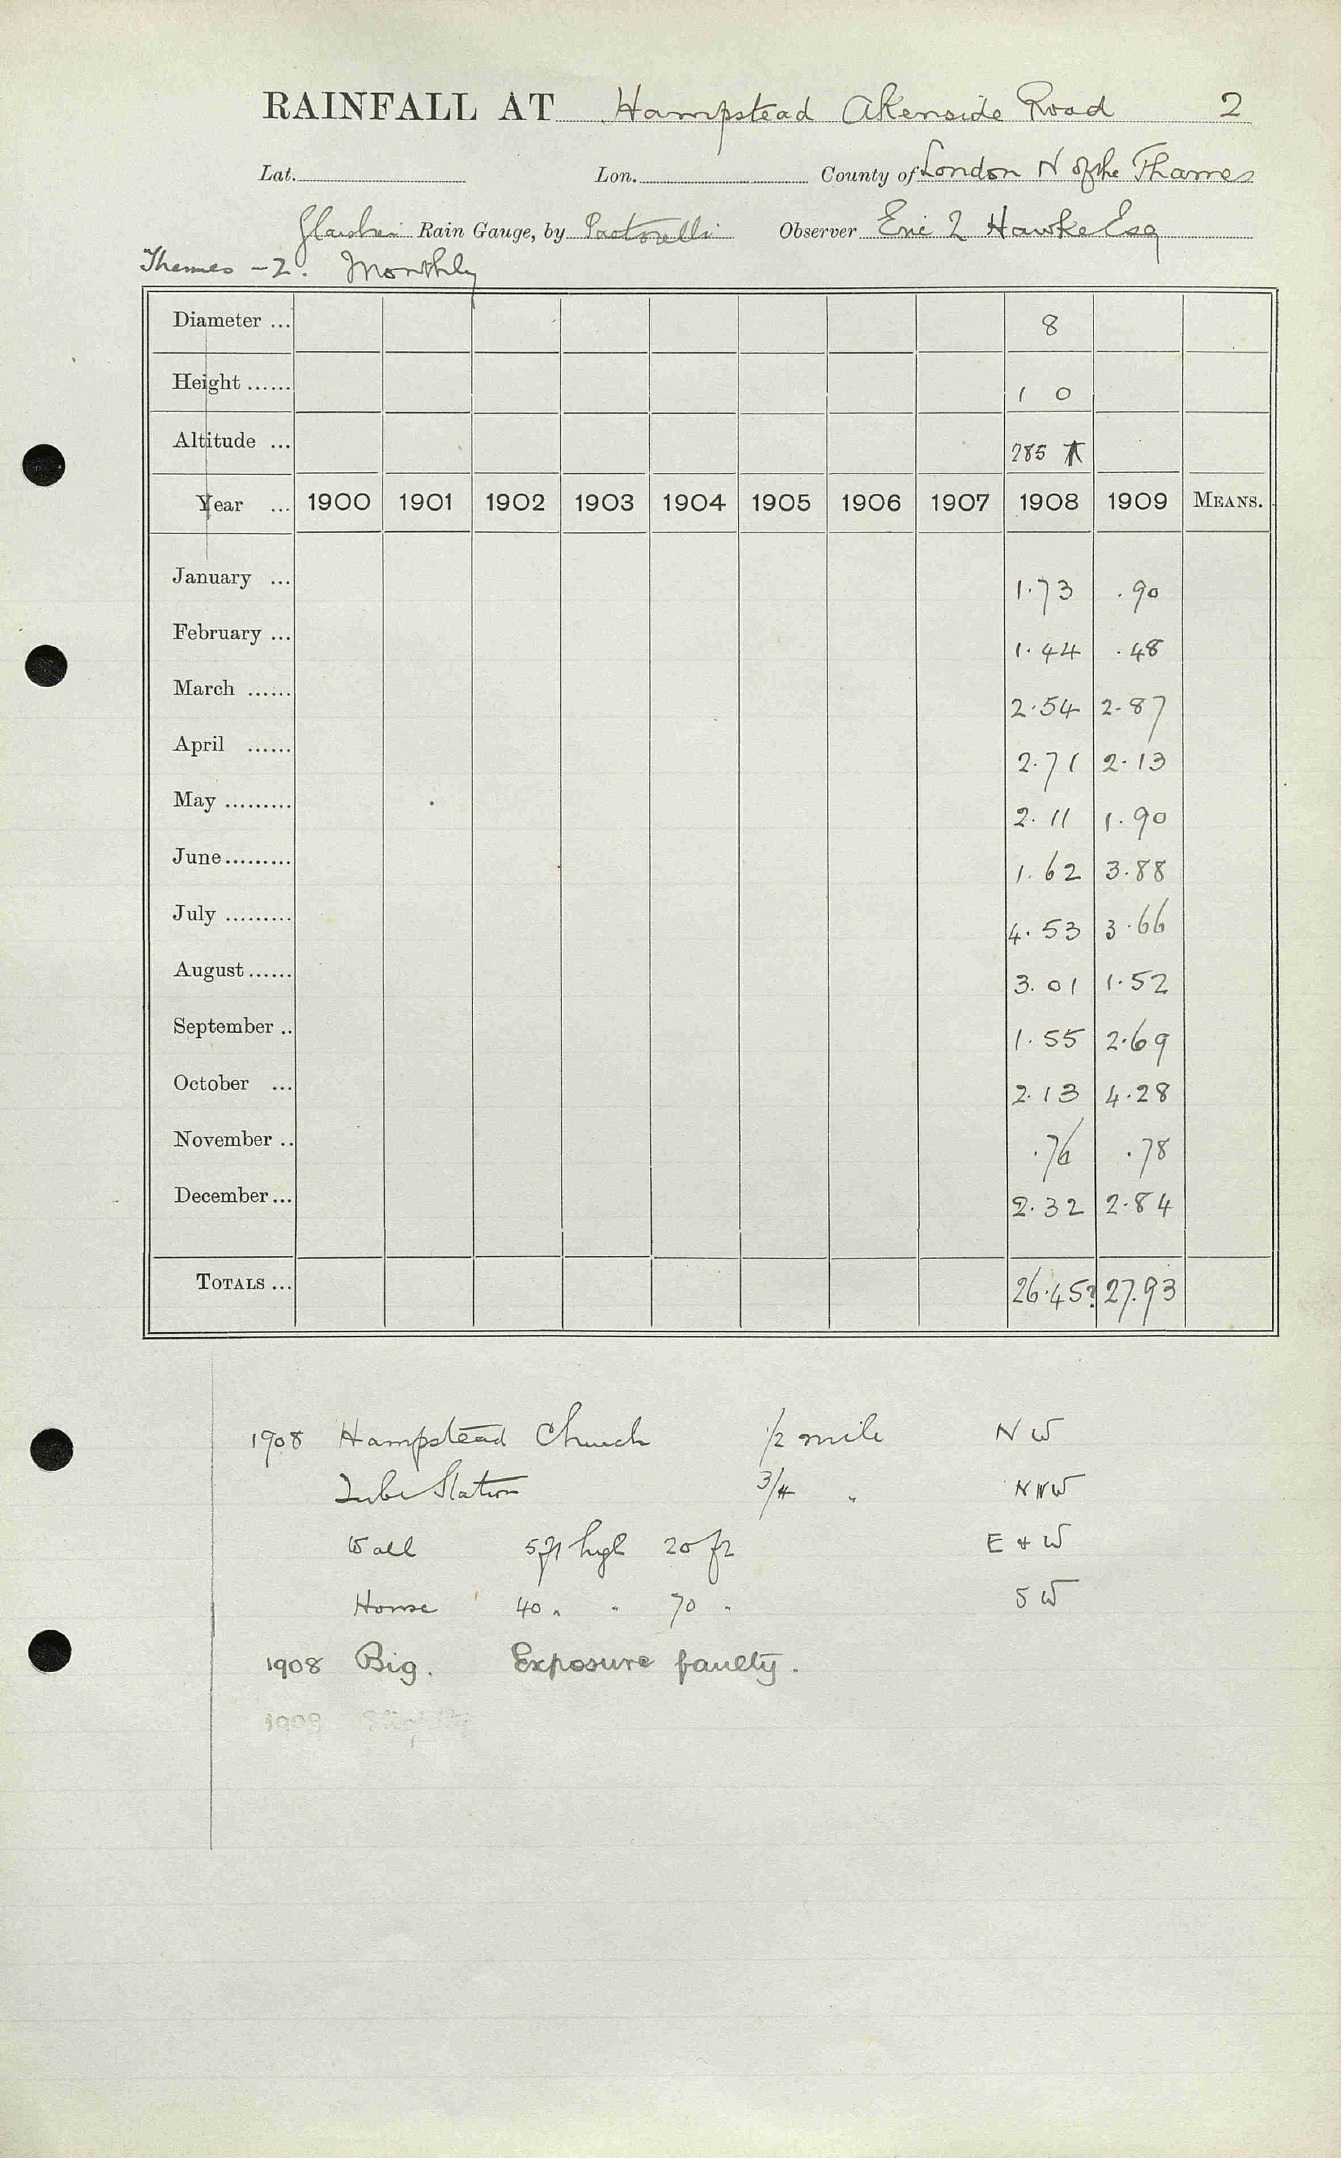 RAINFALL AT Hampstead Akenside Road 2
Lat. Lon. County of London N of the Thames
Glaisher Rain Gauge, by Pastorelli Observer Eric L Hawke Esq
Thames - 2. Monthly
Diameter ... 8
Height ...... 1 0
Altitude ... 285
Year ... 1900 1901 1902 1903 1904 1905 1906 1907 1908 1909 MEANS.
January ... 1.73 .90
February ... 1.44 .48
March ...... 2.54 2.87
April ...... 2.71 2.13
May ......... 2.11 1.90
June ......... 1.62 3.88
July ......... 4.53 3.66
August ...... 3.01 1.52
September .. 1.55 2.69
October ... 2.13 4.28
November .. .76 .78
December ... 2.32 2.84
TOTALS ... 26.45? 27.93
1908 Hampstead Church 1/2 mile N W
Tube Station 3/4 " NNW
Wall 5ft high 20 ft E + W
House 40 " " 70 " S W
1908 Big. Exposure faulty.
1909